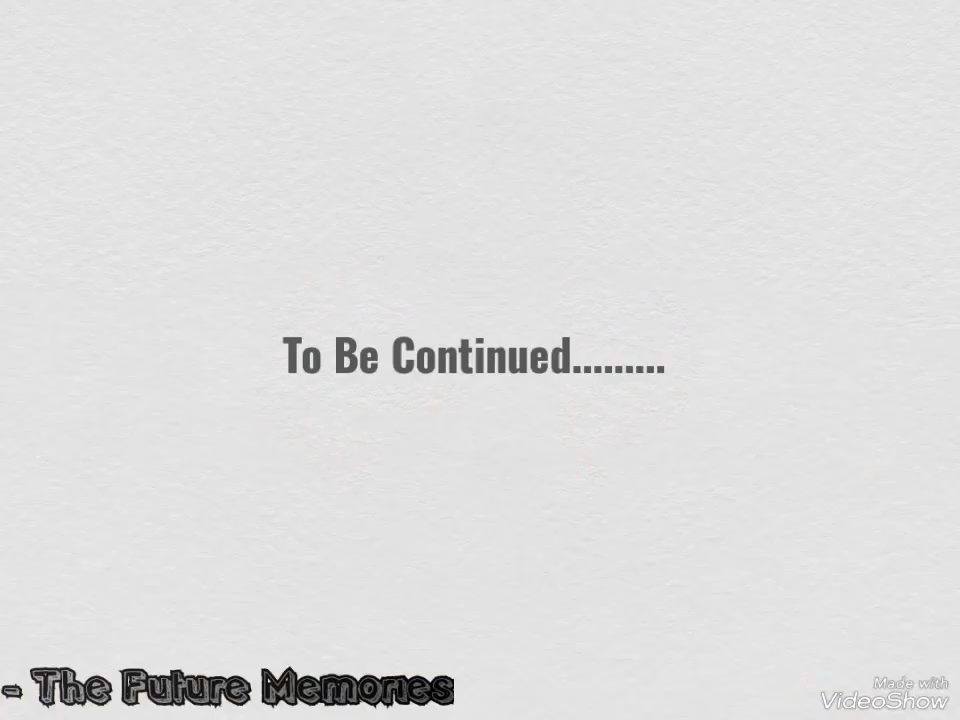 To Be Continued.........
- The Future Memories
Made with
VideoShow